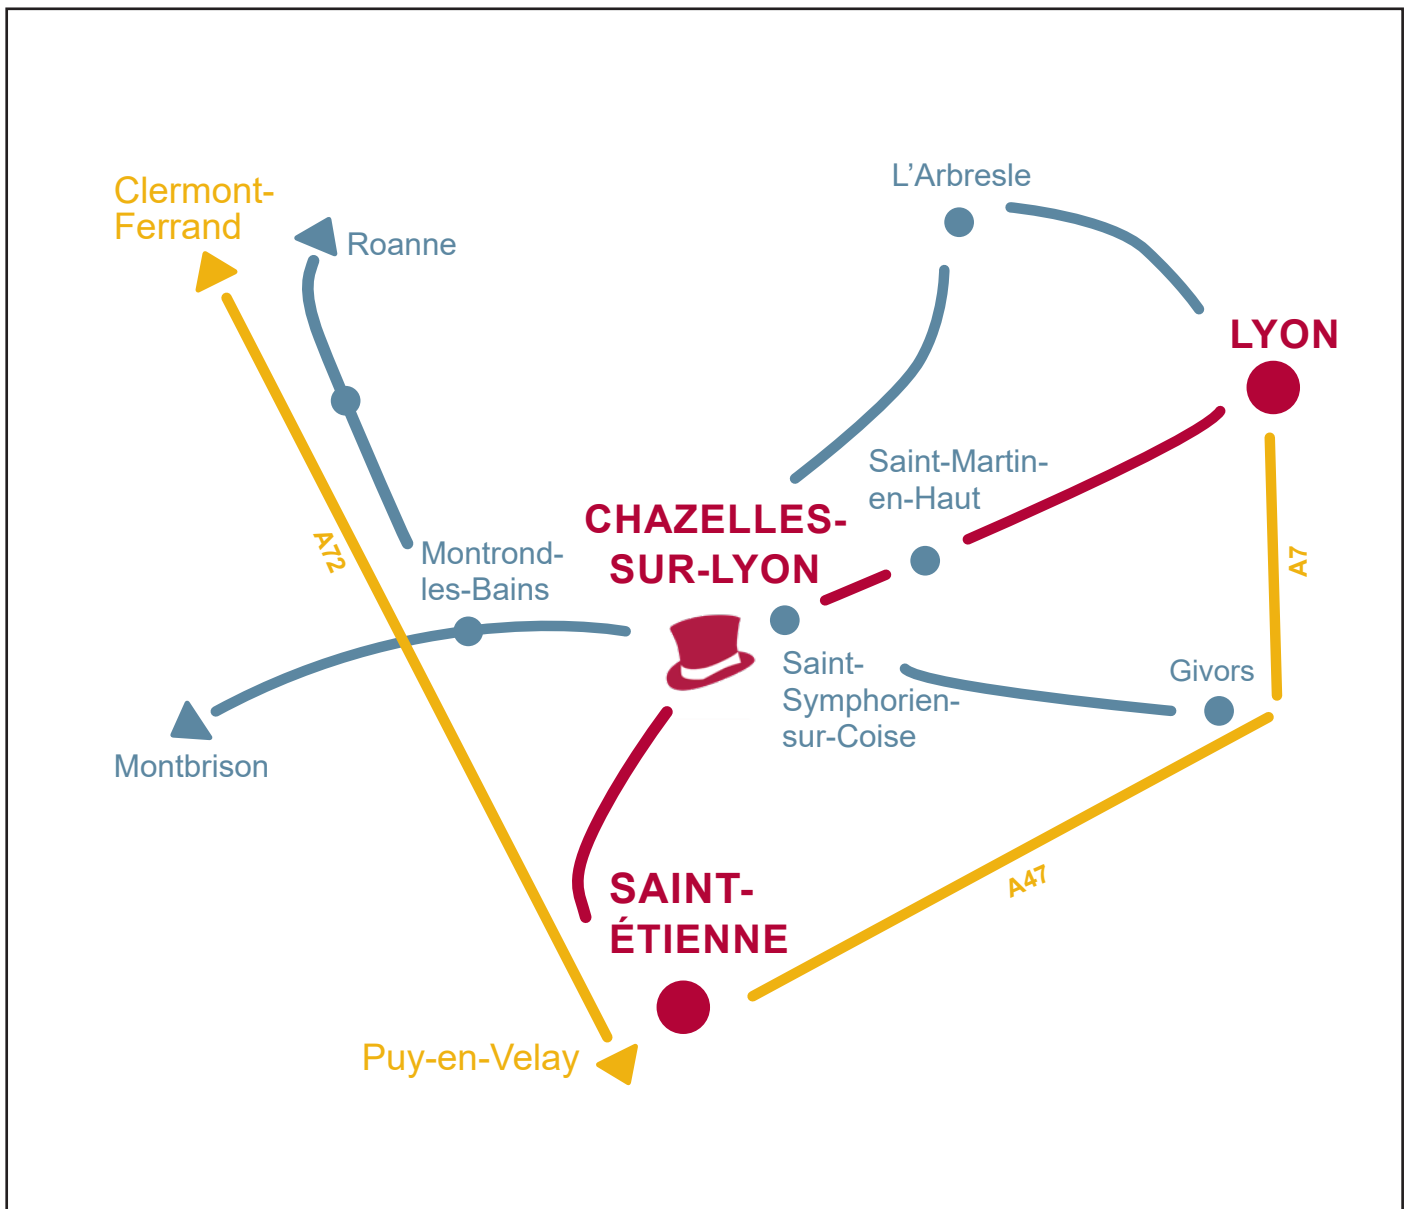 L’Arbresle
Clermont-
Ferrand
Roanne
LYON
Saint-Martin-
en-Haut
CHAZELLES-
SUR-LYON
A72
Montrond-
les-Bains
A7
Saint-
Symphorien-
sur-Coise
Givors
Montbrison
A47
SAINT-
ÉTIENNE
Puy-en-Velay